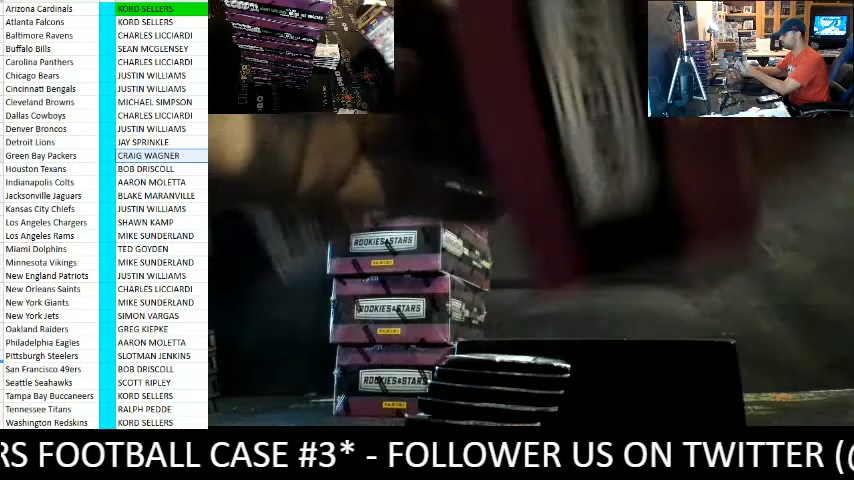 Arizona Cardinals KORD SELLERS
Atlanta Falcons KORD SELLERS
Baltimore Ravens CHARLES LICCIARDI
Buffalo Bills SEAN MCGLENSEY
Carolina Panthers CHARLES LICCIARDI
Chicago Bears JUSTIN WILLIAMS
Cincinnati Bengals JUSTIN WILLIAMS
Cleveland Browns MICHAEL SIMPSON
Dallas Cowboys CHARLES LICCIARDI
Denver Broncos JUSTIN WILLIAMS
Detroit Lions JAY SPRINKLE
Green Bay Packers CRAIG WAGNER
Houston Texans BOB DRISCOLL
Indianapolis Colts AARON MOLETTA
Jacksonville Jaguars BLAKE MARANVILLE
Kansas City Chiefs JUSTIN WILLIAMS
Los Angeles Chargers SHAWN KAMP
Los Angeles Rams MIKE SUNDERLAND
Miami Dolphins TED GOYDEN
Minnesota Vikings MIKE SUNDERLAND
New England Patriots JUSTIN WILLIAMS
New Orleans Saints CHARLES LICCIARDI
New York Giants MIKE SUNDERLAND
New York Jets SIMON VARGAS
Oakland Raiders GREG KIEPKE
Philadelphia Eagles AARON MOLETTA
Pittsburgh Steelers SLOTMAN JENKINS
San Francisco 49ers BOB DRISCOLL
Seattle Seahawks SCOTT RIPLEY
Tampa Bay Buccaneers KORD SELLERS
Tennessee Titans RALPH PEDDE
Washington Redskins KORD SELLERS
ROOKIES&STARS
PANINI
ROOKIES&STARS
PANINI
ROOKIES&STARS
PANINI
RS FOOTBALL CASE #3* - FOLLOWER US ON TWITTER (@